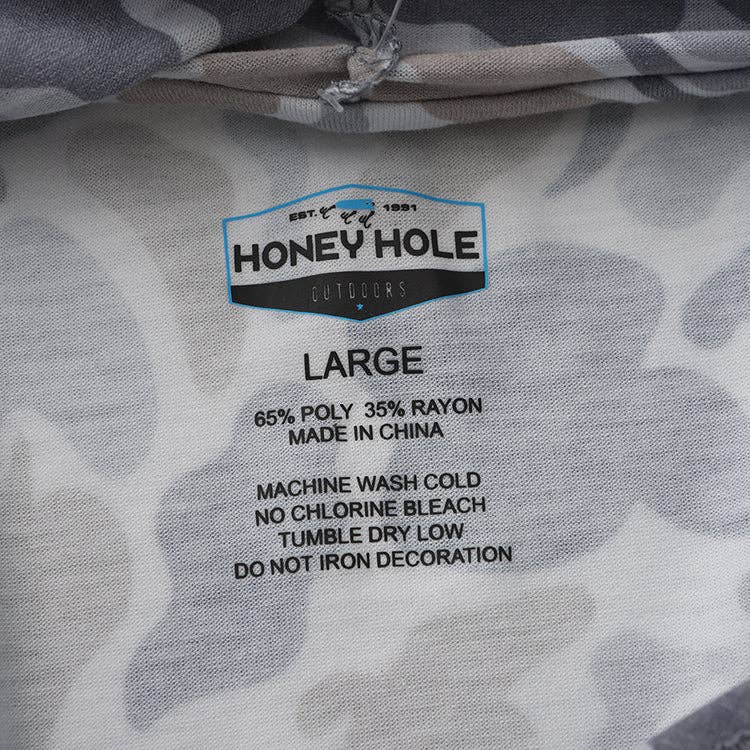 EST. 1991
HONEY HOLE
OUTDOORS
LARGE
65% POLY 35% RAYON
MADE IN CHINA
MACHINE WASH COLD
NO CHLORINE BLEACH
TUMBLE DRY LOW
DO NOT IRON DECORATION